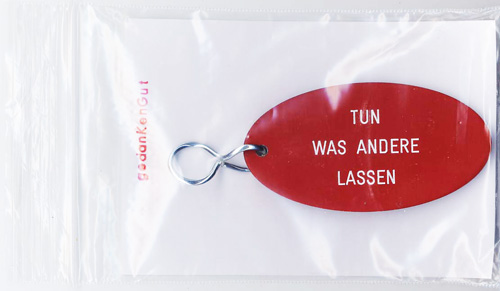 gedankenGut
TUN
WAS ANDERE
LASSEN